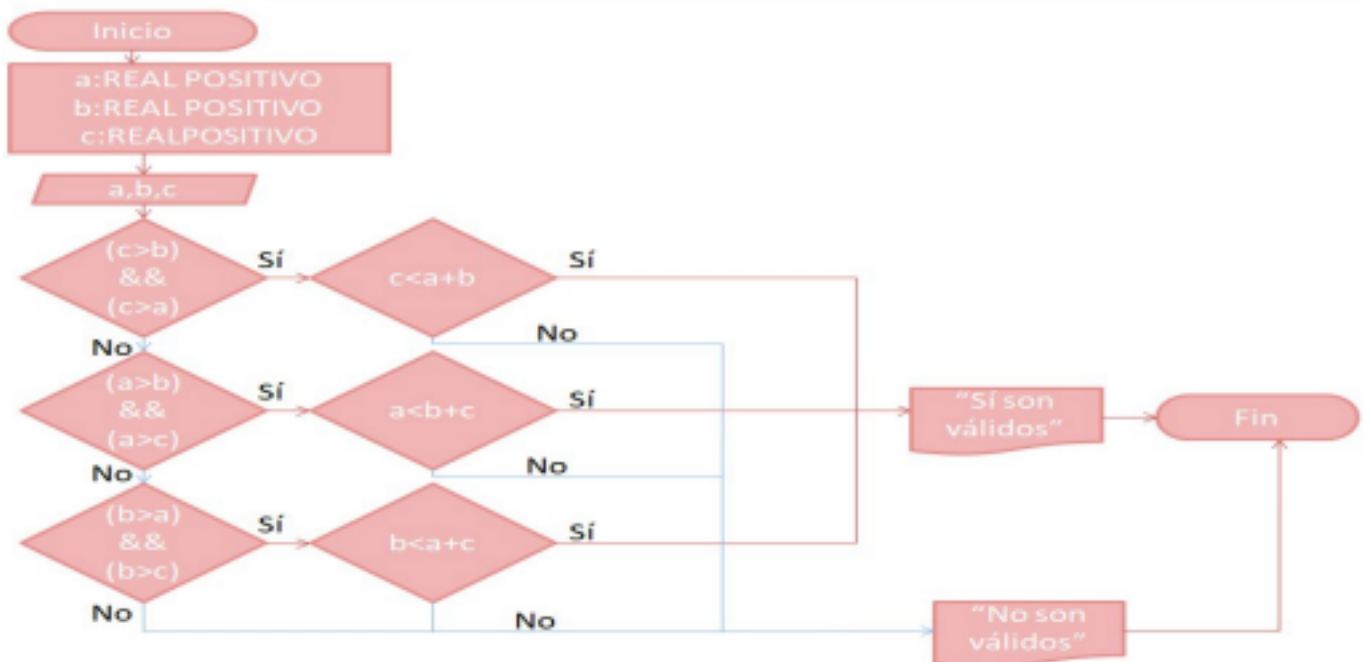 Inicio
a:REAL POSITIVO
b:REAL POSITIVO
c:REALPOSITIVO
a,b,c
(c>b)
&&
(c>a)
Sí
c<a+b
Sí
No
No
(a>b)
&&
(a>c)
Sí
a<b+c
Sí
"Sí son
válidos"
Fin
No
No
(b>a)
&&
(b>c)
Sí
b<a+c
Sí
No
No
"No son
válidos"